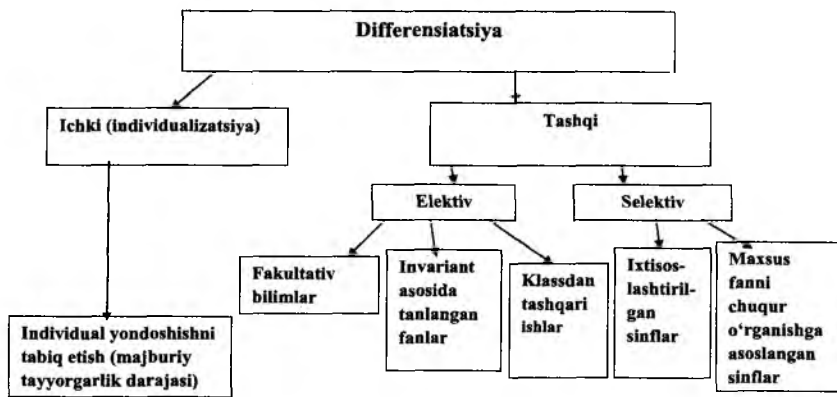 Differensiatsiya
Ichki (individualizatsiya)
Tashqi
Elektiv
Selektiv
Fakultativ
bilimlar
Invariant
asosida
tanlangan
fanlar
Klassdan
tashqari
ishlar
Ixtisos-
lashtiril-
gan
sinflar
Maxsus
fanni
chuqur
o‘rganishga
asoslangan
sinflar
Individual yondoshishni
tabiq etish (majburiy
tayyorgarlik darajasi)